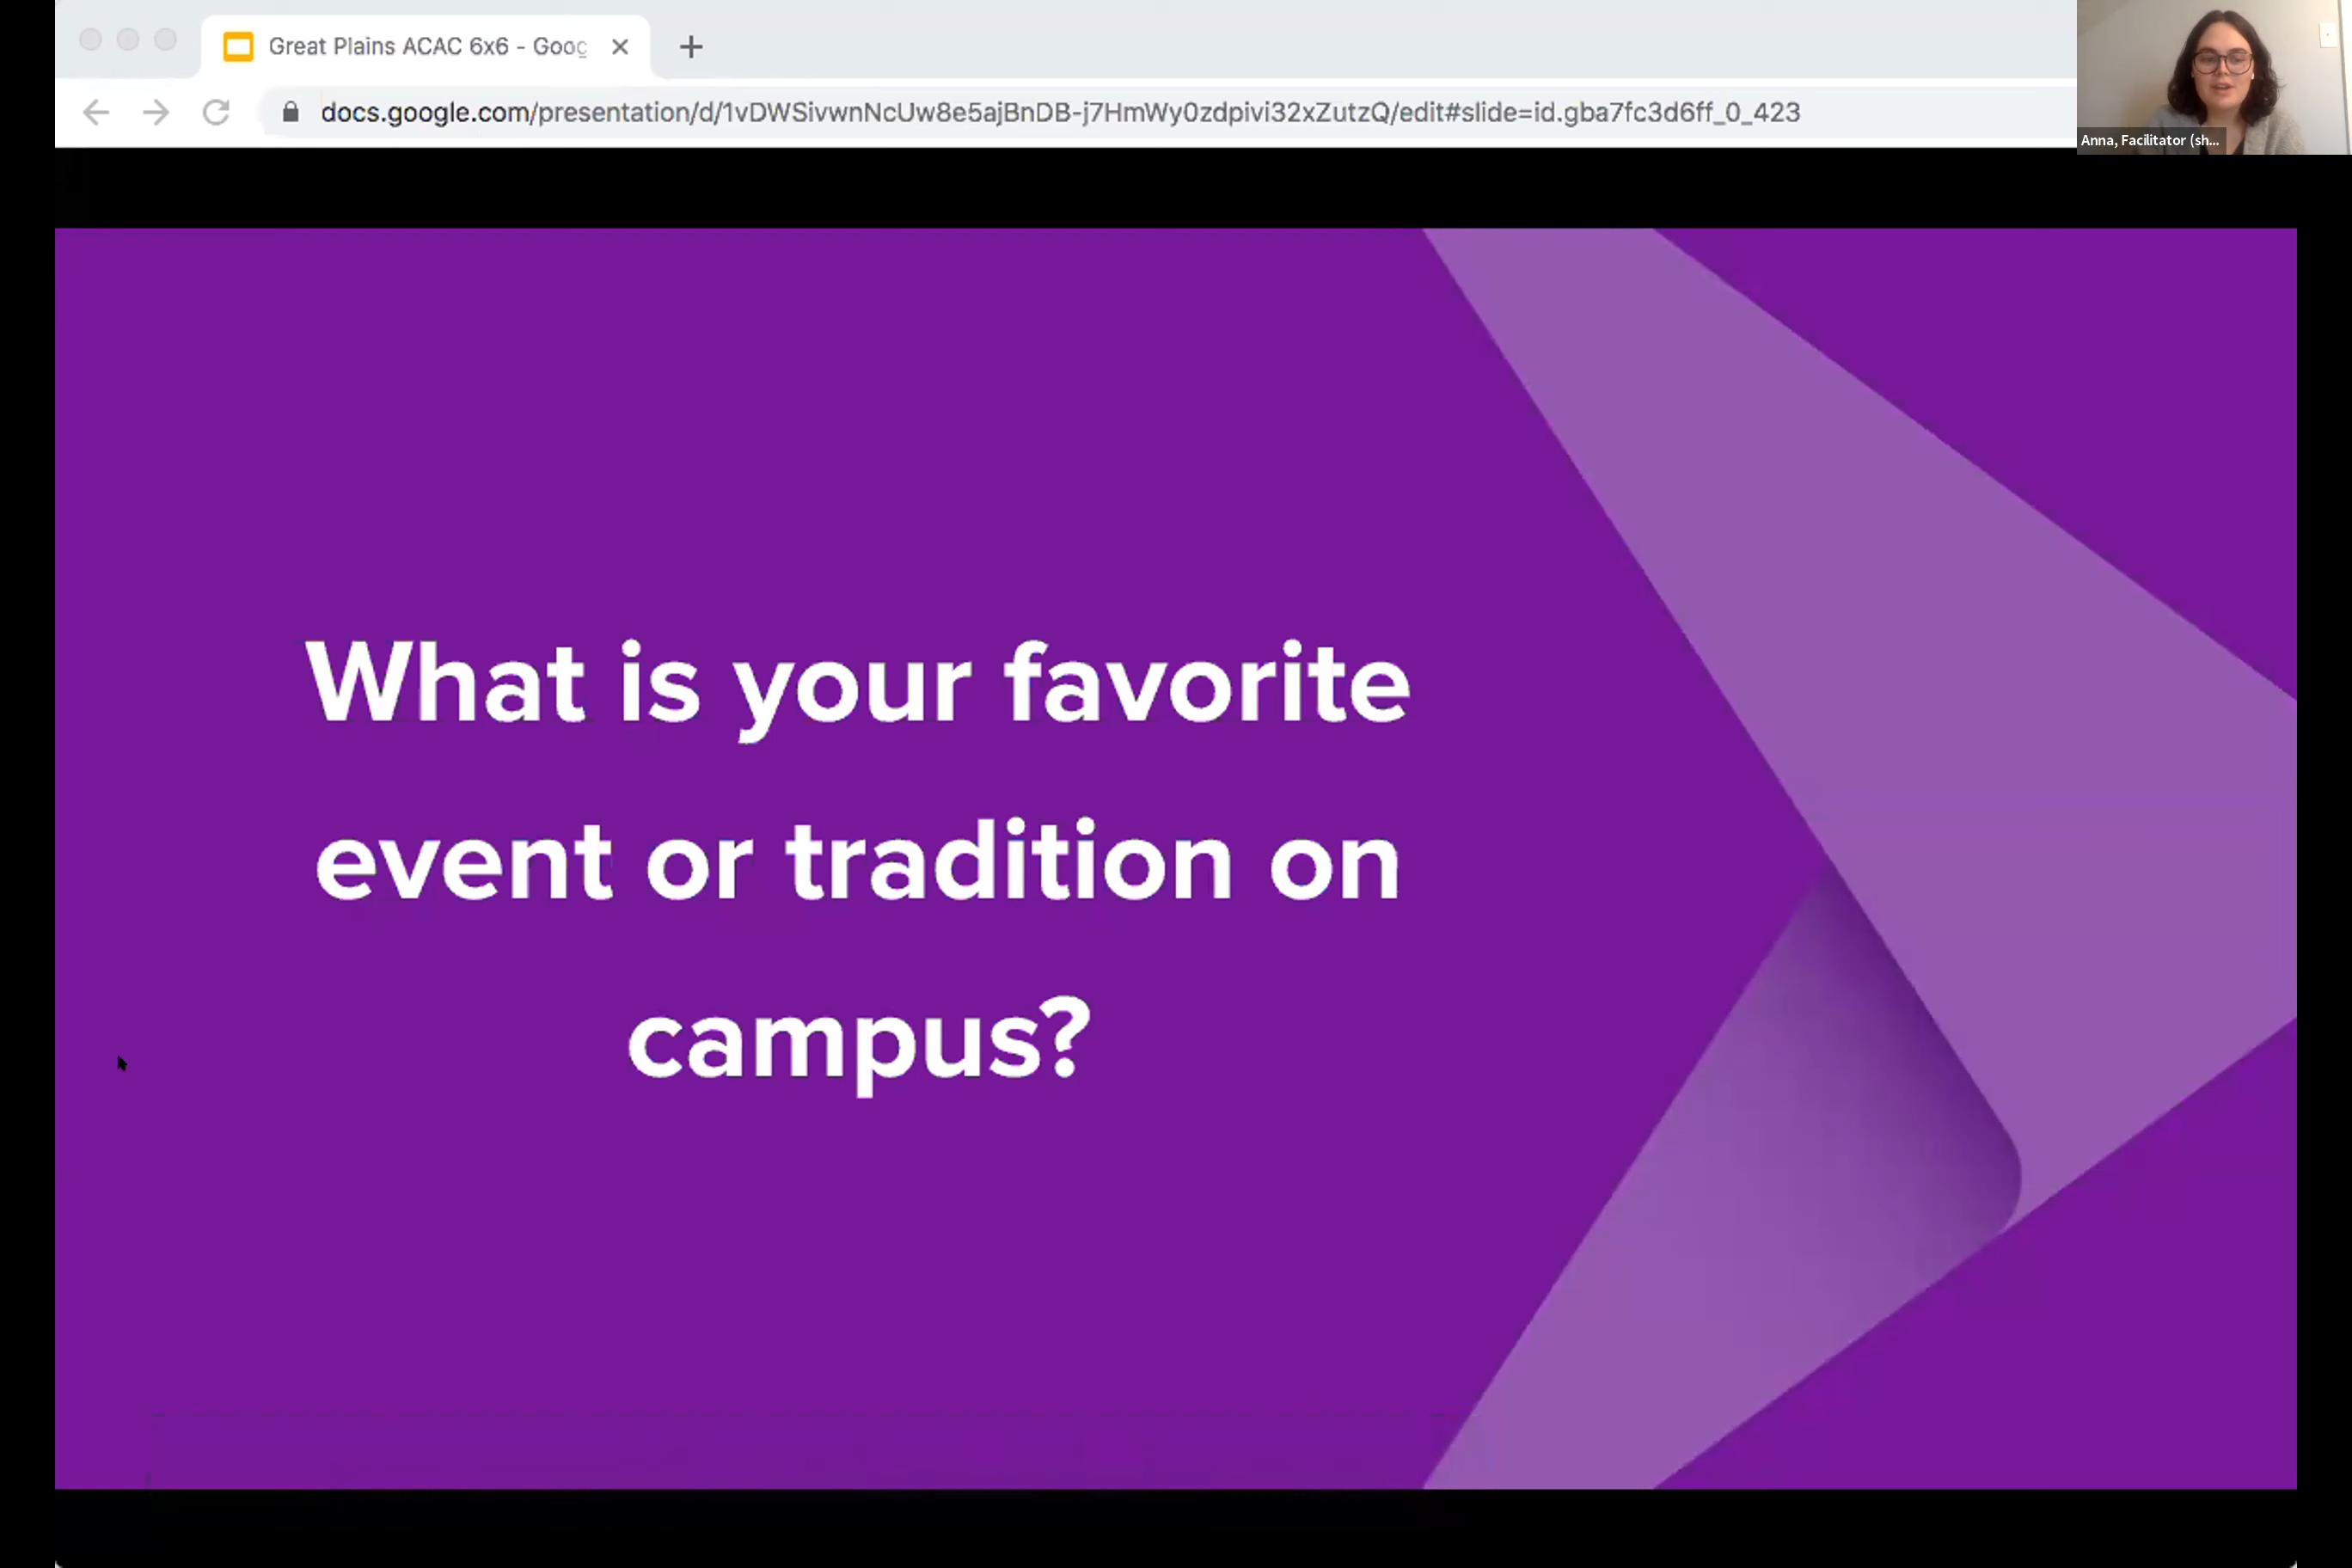 Great Plains ACAC 6x6 - Goog
docs.google.com/presentation/d/1vDWSivwnNcUw8e5ajBnDB-j7HmWy0zdpivi32xZutzQ/edit#slide=id.gba7fc3d6ff_0_423
Anna, Facilitator (sh...
What is your favorite
event or tradition on
campus?